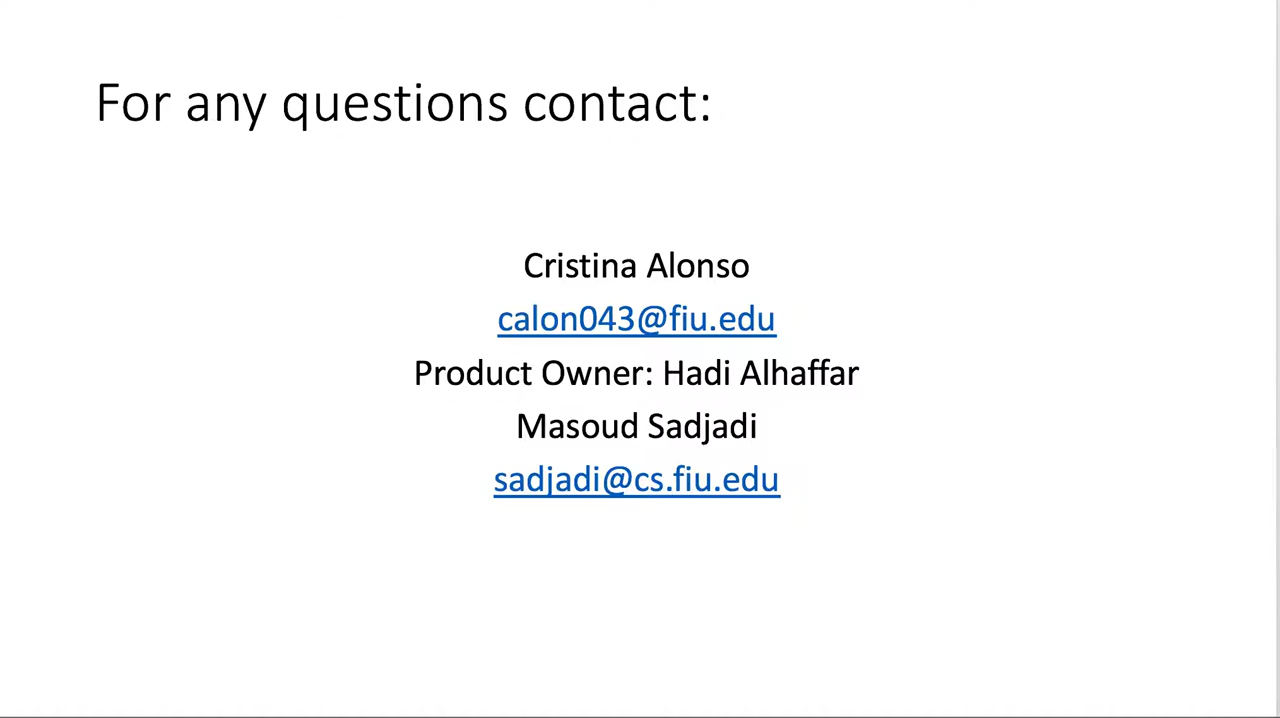 For any questions contact:
Cristina Alonso
calon043@fiu.edu
Product Owner: Hadi Alhaffar
Masoud Sadjadi
sadjadi@cs.fiu.edu